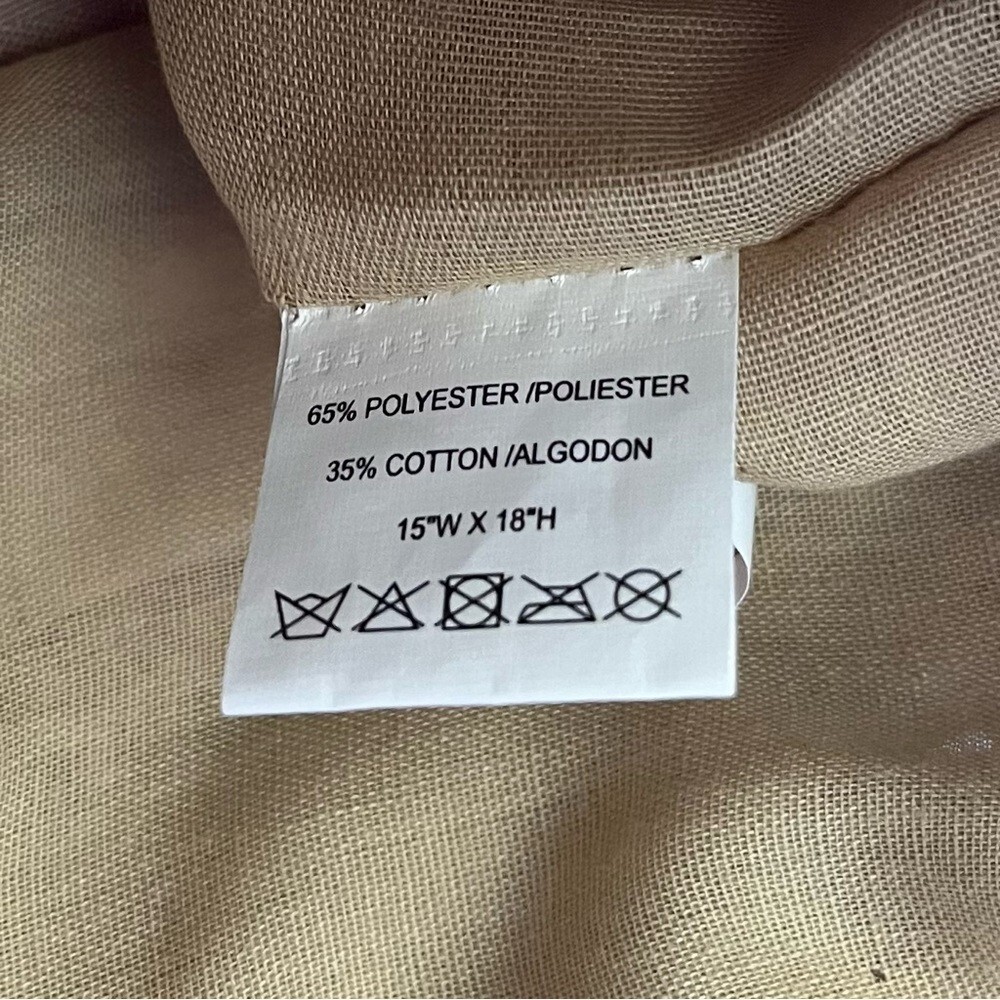 65% POLYESTER /POLIESTER
35% COTTON /ALGODON
15"W X 18"H